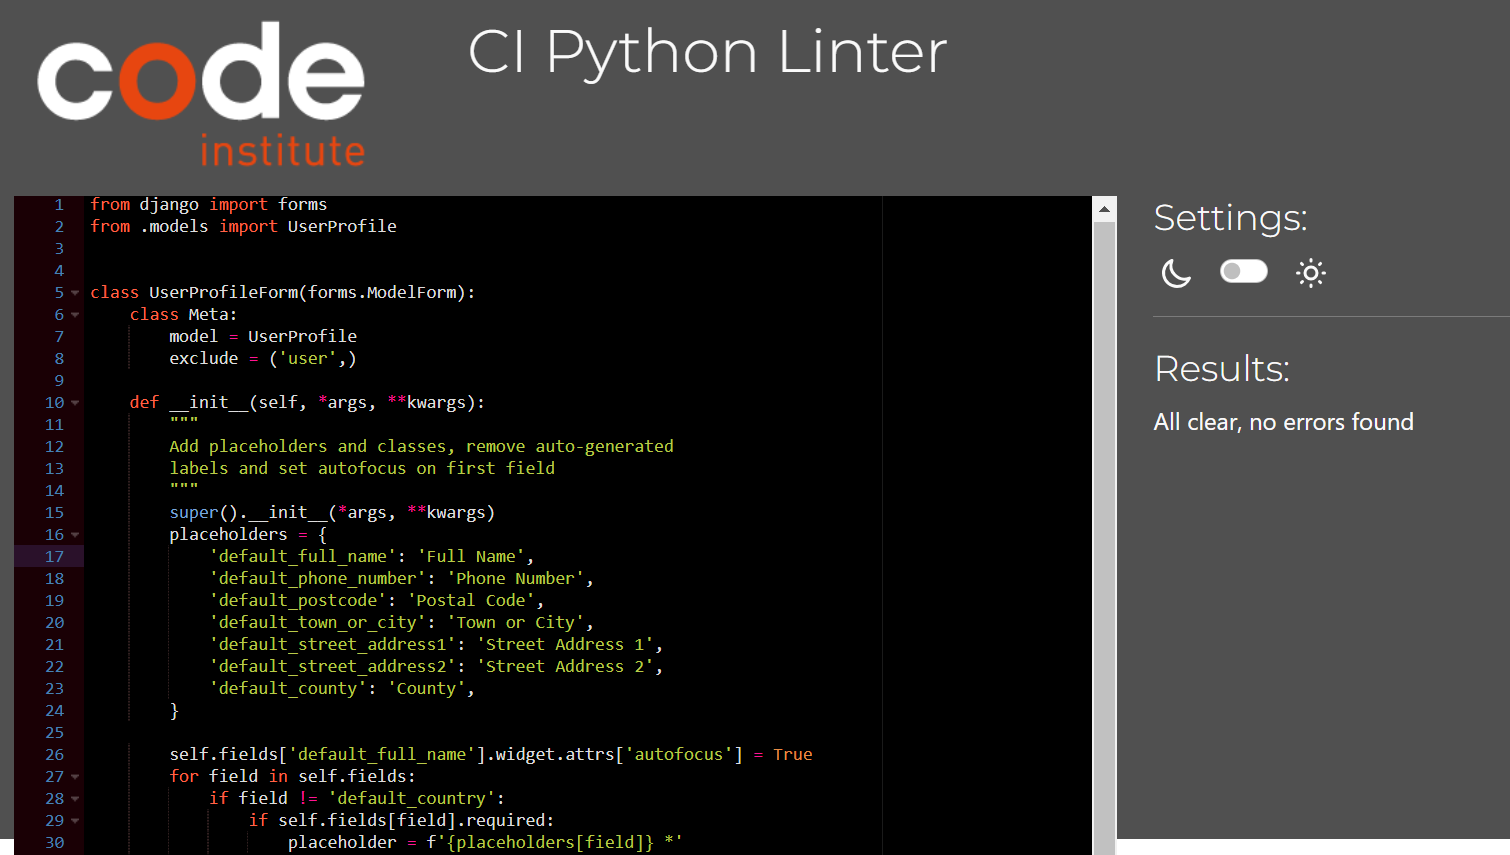 code
institute
CI Python Linter
1 from django import forms
2 from .models import UserProfile
3
4
5 class UserProfileForm(forms.ModelForm):
6     class Meta:
7         model = UserProfile
8         exclude = ('user',)
9
10     def __init__(self, *args, **kwargs):
11         """
12         Add placeholders and classes, remove auto-generated
13         labels and set autofocus on first field
14         """
15         super().__init__(*args, **kwargs)
16         placeholders = {
17             'default_full_name': 'Full Name',
18             'default_phone_number': 'Phone Number',
19             'default_postcode': 'Postal Code',
20             'default_town_or_city': 'Town or City',
21             'default_street_address1': 'Street Address 1',
22             'default_street_address2': 'Street Address 2',
23             'default_county': 'County',
24         }
25
26         self.fields['default_full_name'].widget.attrs['autofocus'] = True
27         for field in self.fields:
28             if field != 'default_country':
29                 if self.fields[field].required:
30                     placeholder = f'{placeholders[field]} *'
Settings:
Results:
All clear, no errors found